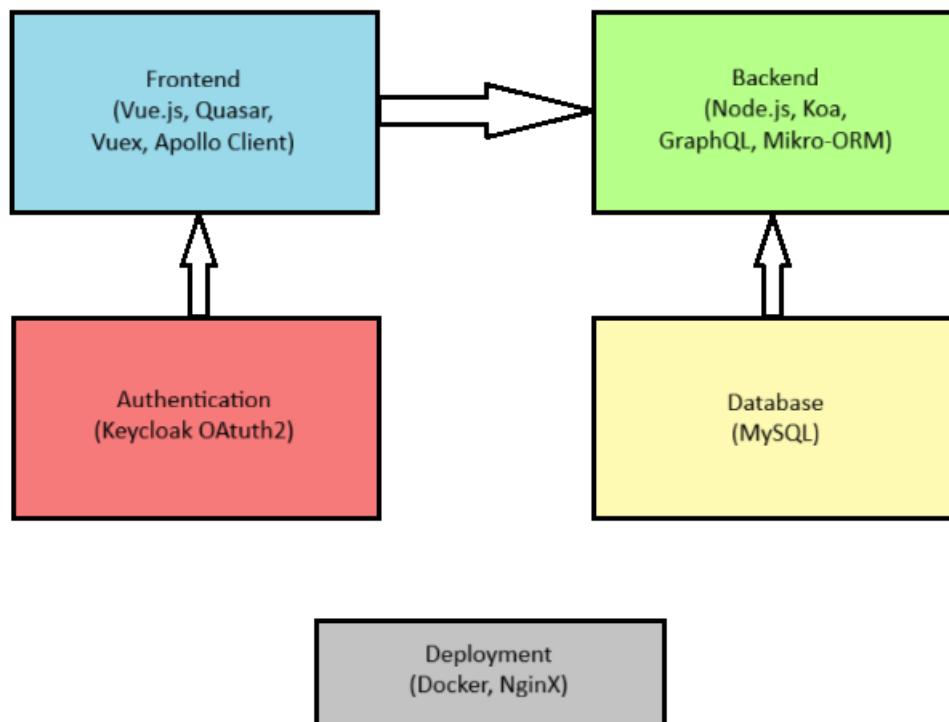 Frontend
(Vue.js, Quasar,
Vuex, Apollo Client)
Backend
(Node.js, Koa,
GraphQL, Mikro-ORM)
Authentication
(Keycloak OAtuth2)
Database
(MySQL)
Deployment
(Docker, NginX)